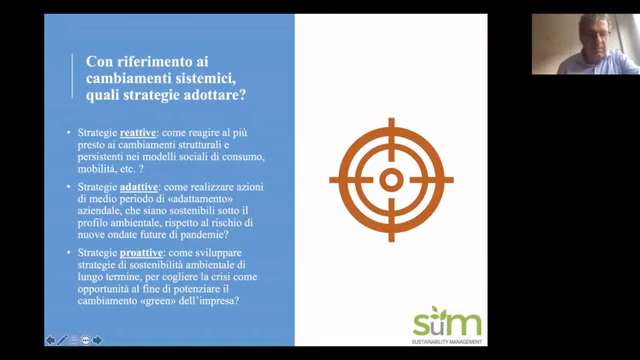 Con riferimento ai
cambiamenti sistemici,
quali strategie adottare?
• Strategie reattive: come reagire al più
presto ai cambiamenti strutturali e
persistenti nei modelli sociali di consumo,
mobilità, etc. ?
• Strategie adattive: come realizzare azioni
di medio periodo di «adattamento»
aziendale, che siano sostenibili sotto il
profilo ambientale, rispetto al rischio di
nuove ondate future di pandemie?
• Strategie proattive: come sviluppare
strategie di sostenibilità ambientale di
lungo termine, per cogliere la crisi come
opportunità al fine di potenziare il
cambiamento «green» dell’impresa?
sum
SUSTAINABILITY MANAGEMENT